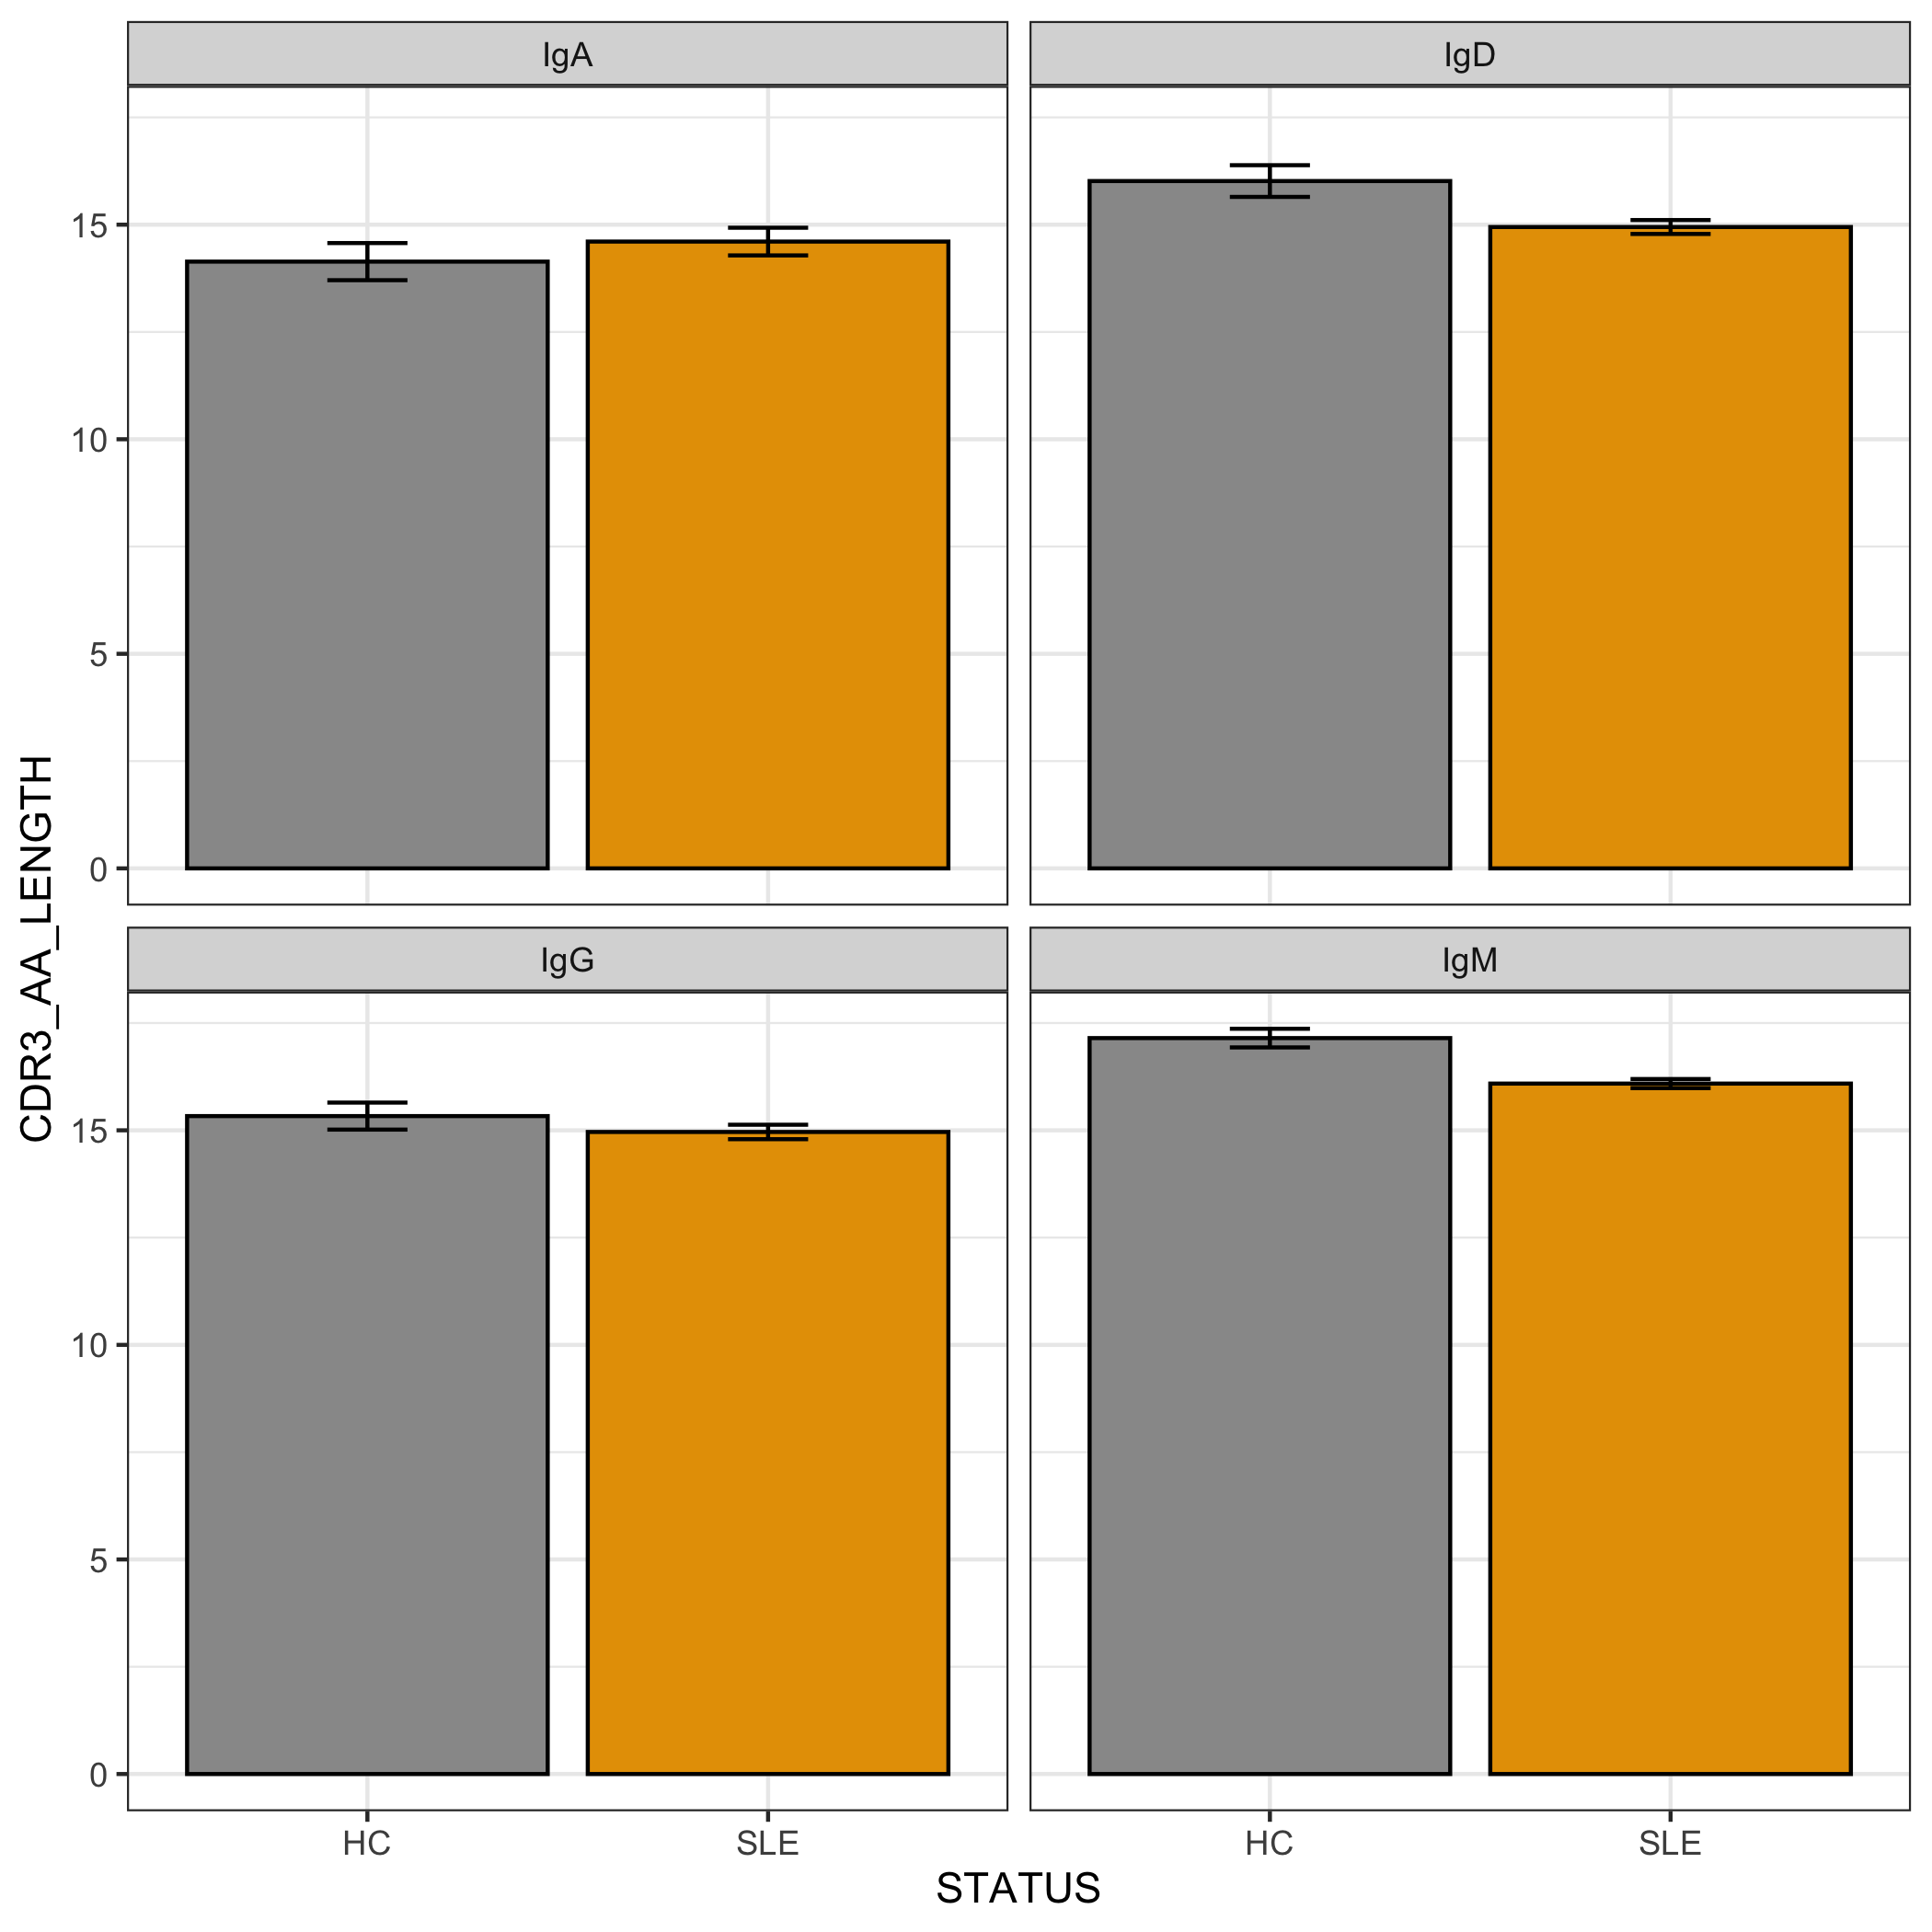 IgA
IgD
15
10
5
0
IgG
IgM
15
10
5
0
CDR3_AA_LENGTH
HC
SLE
HC
SLE
STATUS